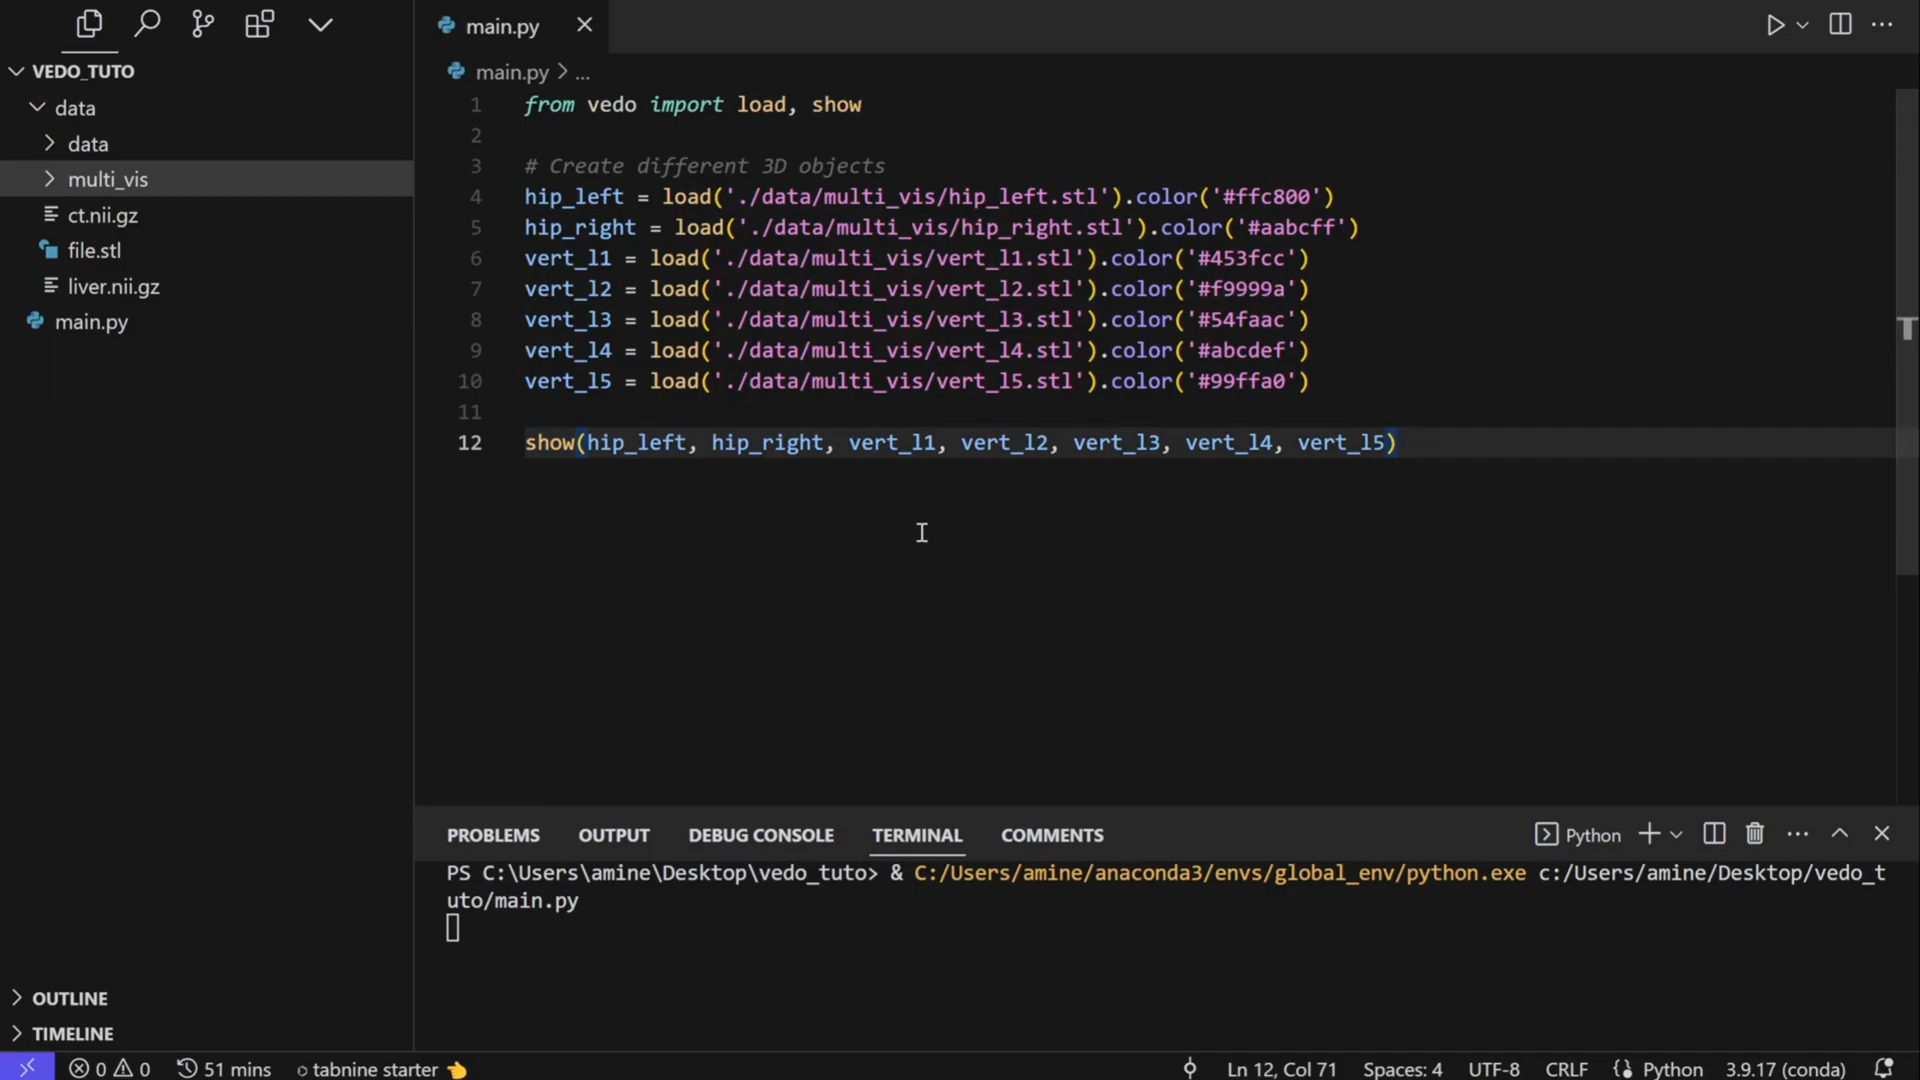 VEDO_TUTO
data
data
multi_vis
ct.nii.gz
file.stl
liver.nii.gz
main.py
OUTLINE
TIMELINE
main.py
main.py > ...
1 from vedo import load, show
2
3 # Create different 3D objects
4 hip_left = load('./data/multi_vis/hip_left.stl').color('#ffc800')
5 hip_right = load('./data/multi_vis/hip_right.stl').color('#aabcff')
6 vert_l1 = load('./data/multi_vis/vert_l1.stl').color('#453fcc')
7 vert_l2 = load('./data/multi_vis/vert_l2.stl').color('#f9999a')
8 vert_l3 = load('./data/multi_vis/vert_l3.stl').color('#54faac')
9 vert_l4 = load('./data/multi_vis/vert_l4.stl').color('#abcdef')
10 vert_l5 = load('./data/multi_vis/vert_l5.stl').color('#99ffa0')
11
12 show(hip_left, hip_right, vert_l1, vert_l2, vert_l3, vert_l4, vert_l5)
PROBLEMS OUTPUT DEBUG CONSOLE TERMINAL COMMENTS Python
PS C:\Users\amine\Desktop\vedo_tuto> & C:/Users/amine/anaconda3/envs/global_env/python.exe c:/Users/amine/Desktop/vedo_t
uto/main.py
0 0 51 mins tabnine starter 👈 Ln 12, Col 71 Spaces: 4 UTF-8 CRLF Python 3.9.17 (conda)